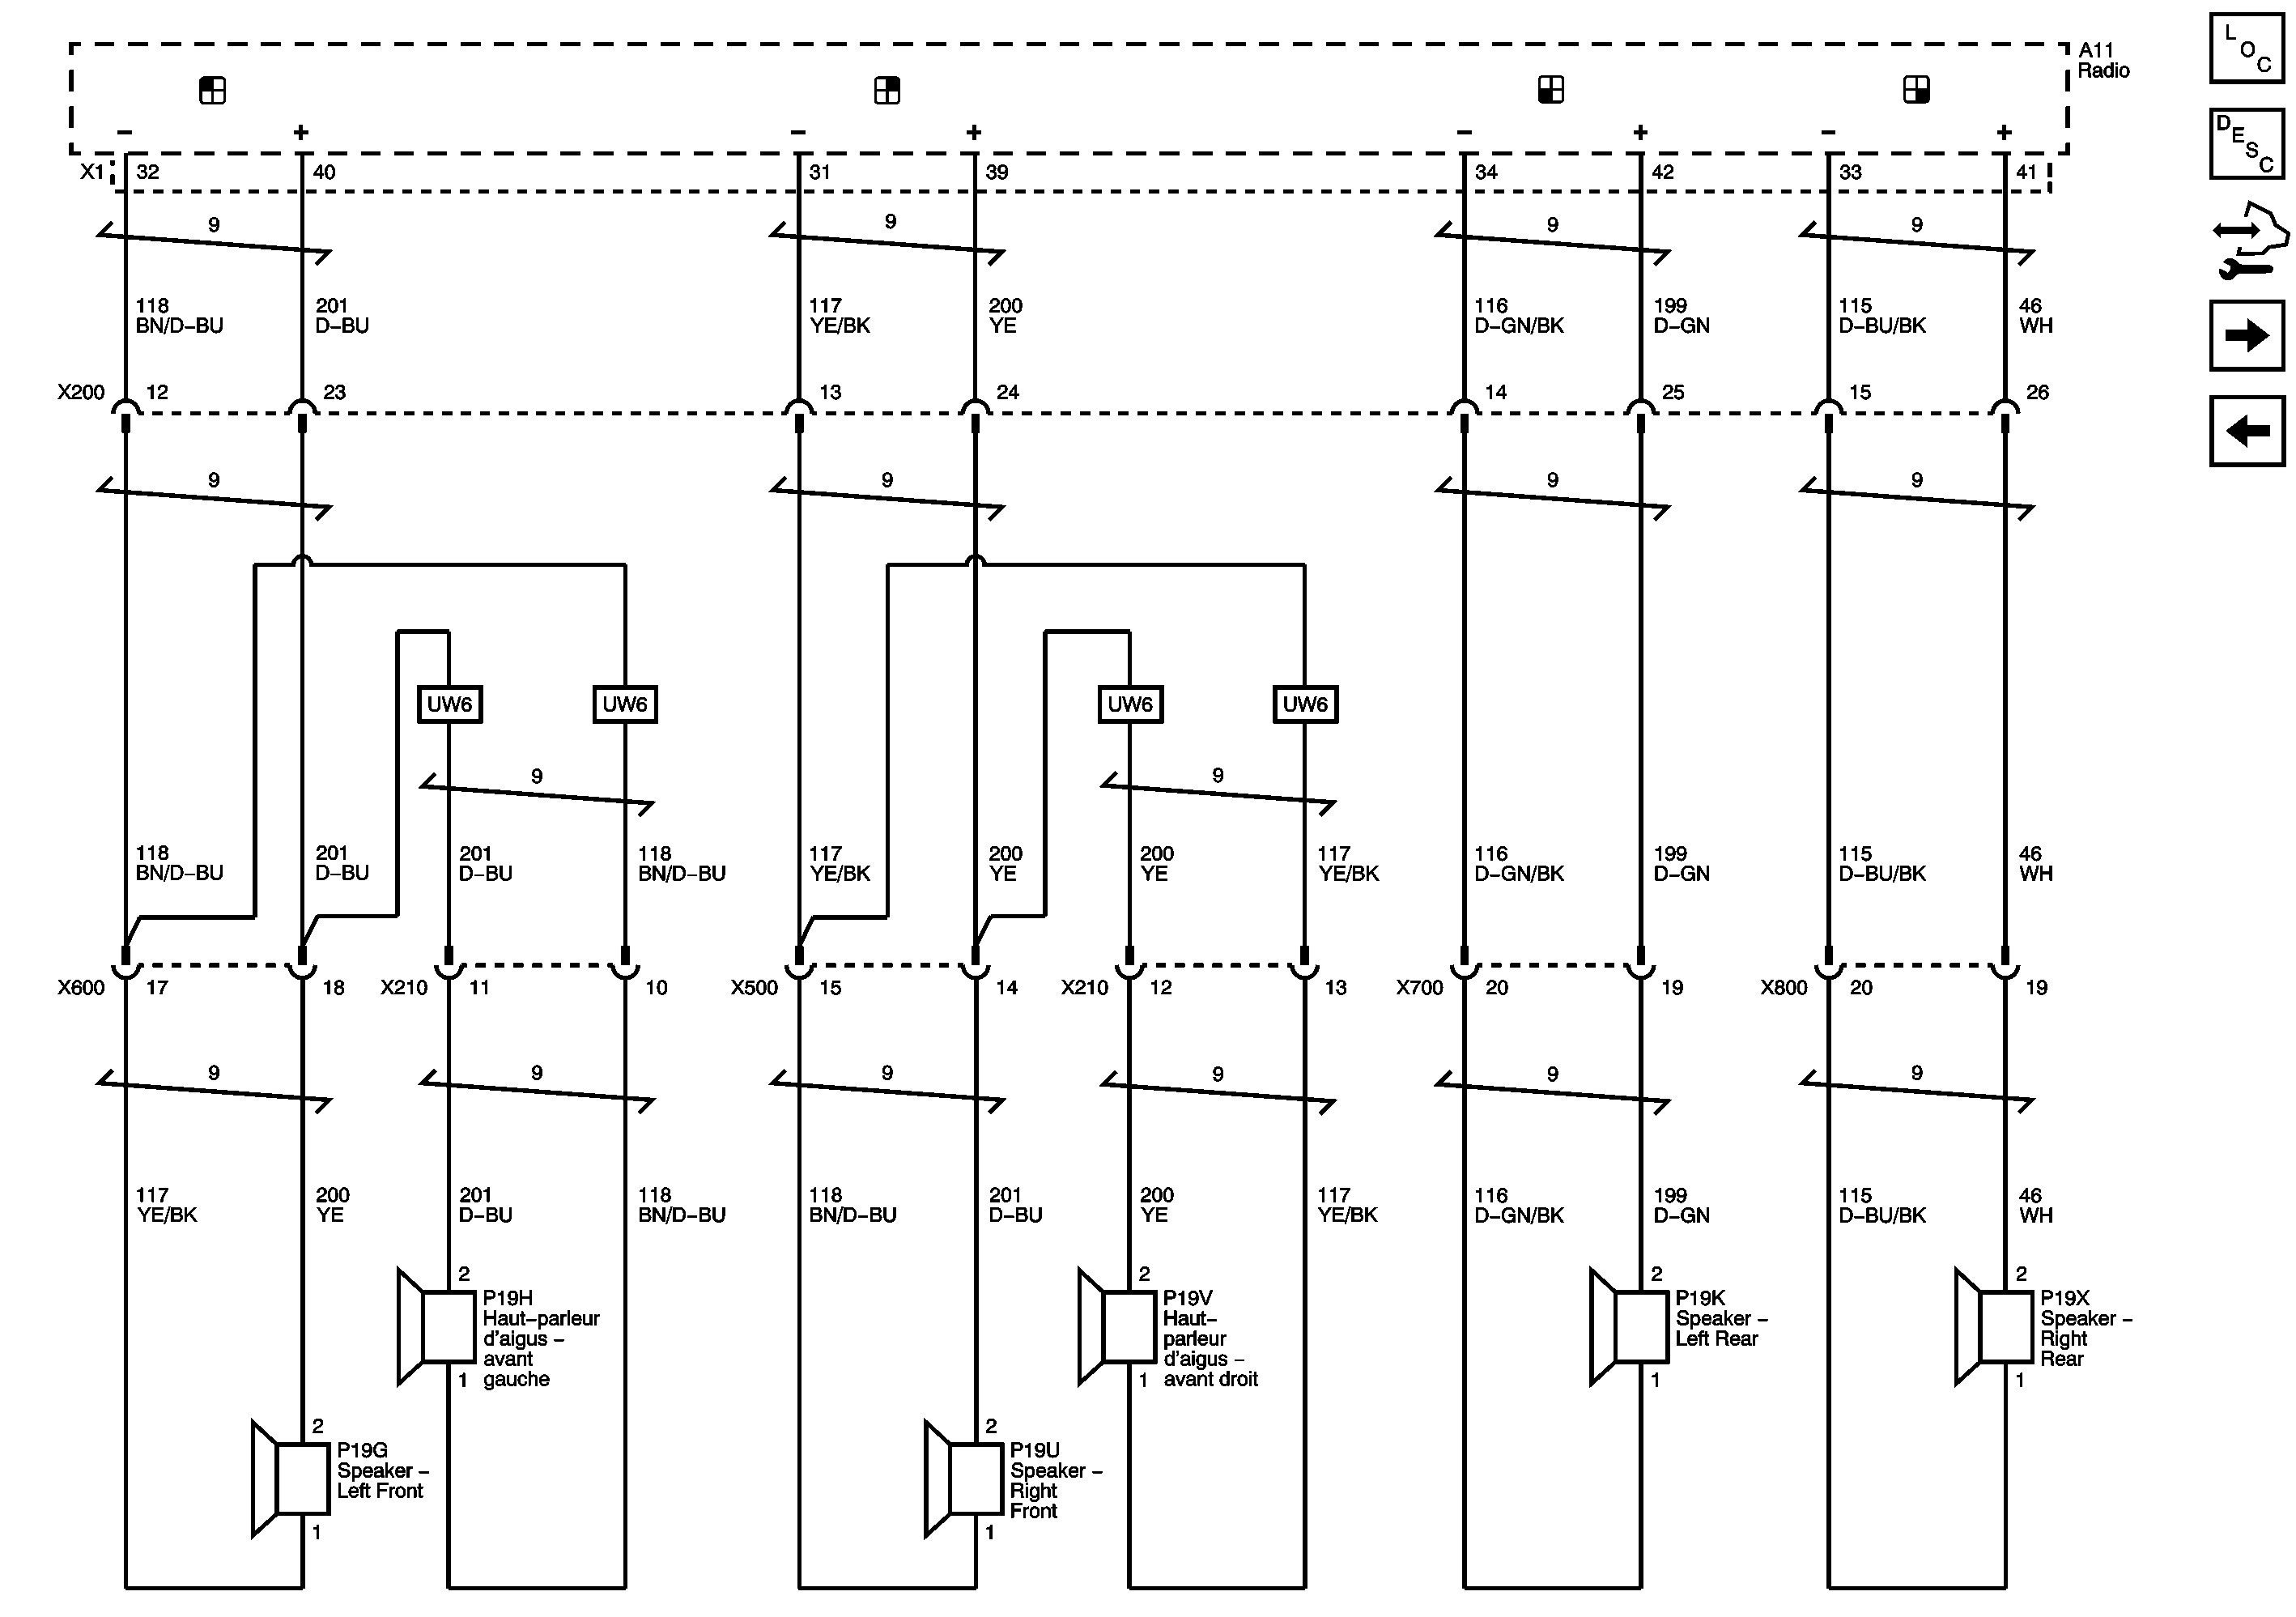 A11
Radio
L
O
C
D
E
S
C
− + − + − + − +
X1 32 40 31 39 34 42 33 41
9 9 9 9
118 201 117 200 116 199 115 46
BN/D−BU D−BU YE/BK YE D−GN/BK D−GN D−BU/BK WH
X200 12 23 13 24 14 25 15 26
9 9 9 9
UW6 UW6 UW6 UW6
9 9
118 201 201 118 117 200 200 117 116 199 115 46
BN/D−BU D−BU D−BU BN/D−BU YE/BK YE YE YE/BK D−GN/BK D−GN D−BU/BK WH
X600 17 18 X210 11 10 X500 15 14 X210 12 13 X700 20 19 X800 20 19
9 9 9 9 9 9
117 200 201 118 118 201 200 117 116 199 115 46
YE/BK YE D−BU BN/D−BU BN/D−BU D−BU YE YE/BK D−GN/BK D−GN D−BU/BK WH
2
P19H
Haut−parleur
d'aigus −
avant
gauche
1
2
P19V
Haut−
parleur
d'aigus −
avant droit
1
2
P19K
Speaker −
Left Rear
1
2
P19X
Speaker −
Right
Rear
1
2
P19G
Speaker −
Left Front
1
2
P19U
Speaker −
Right
Front
1